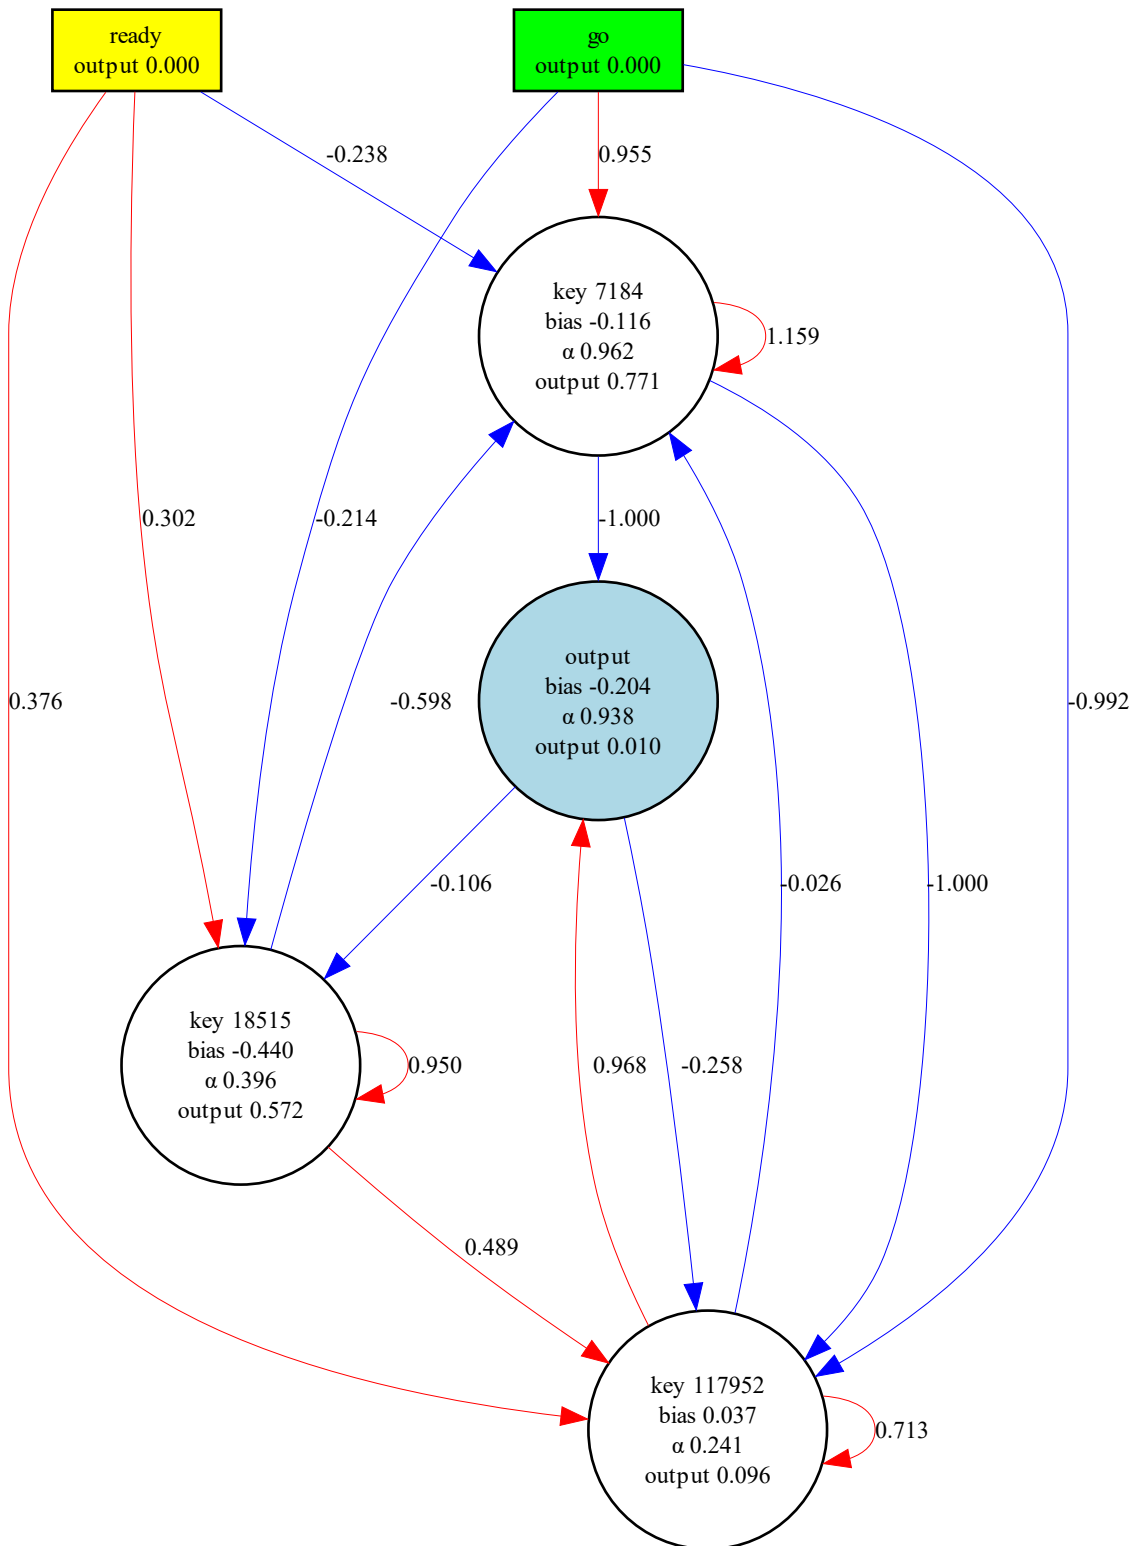 ready
output 0.000
go
output 0.000
-0.238
0.955
key 7184
bias -0.116
α 0.962
output 0.771
1.159
0.302
-0.214
-1.000
0.376
-0.598
output
bias -0.204
α 0.938
output 0.010
-0.992
-0.106
-0.026
-1.000
key 18515
bias -0.440
α 0.396
output 0.572
0.950
0.968
-0.258
0.489
key 117952
bias 0.037
α 0.241
output 0.096
0.713